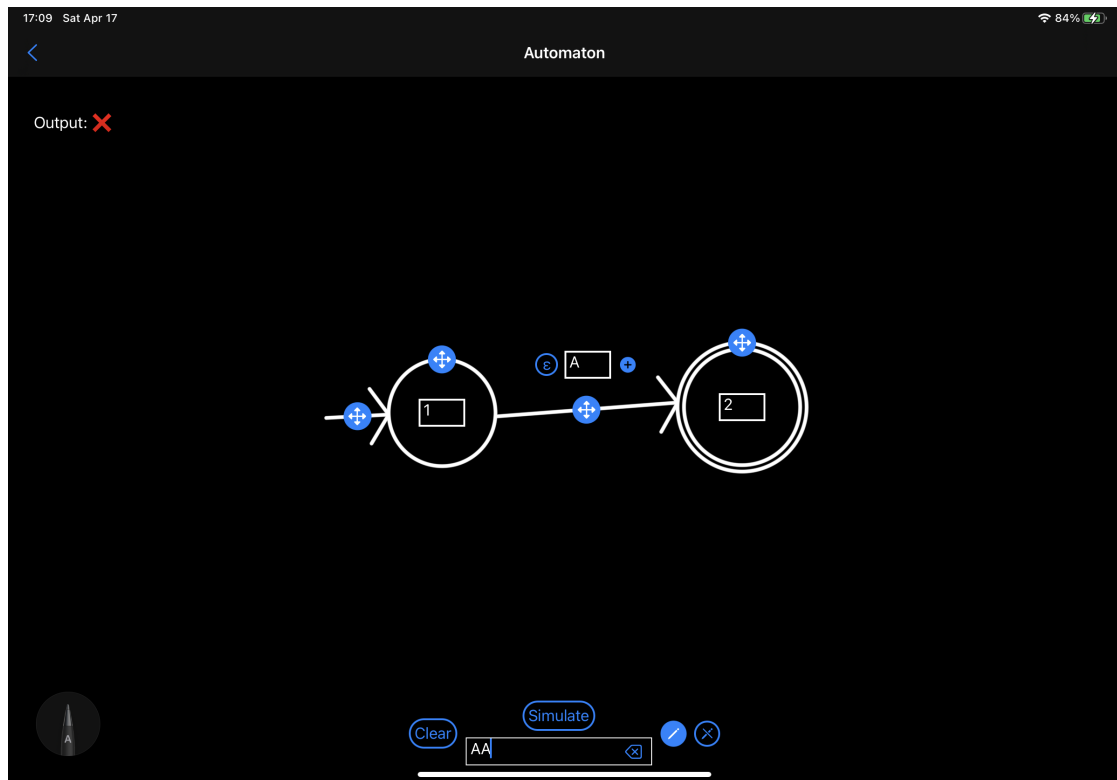 17:09 Sat Apr 17
84%
Automaton
Output: ❌
ε A
1
2
Simulate
Clear
AA
A